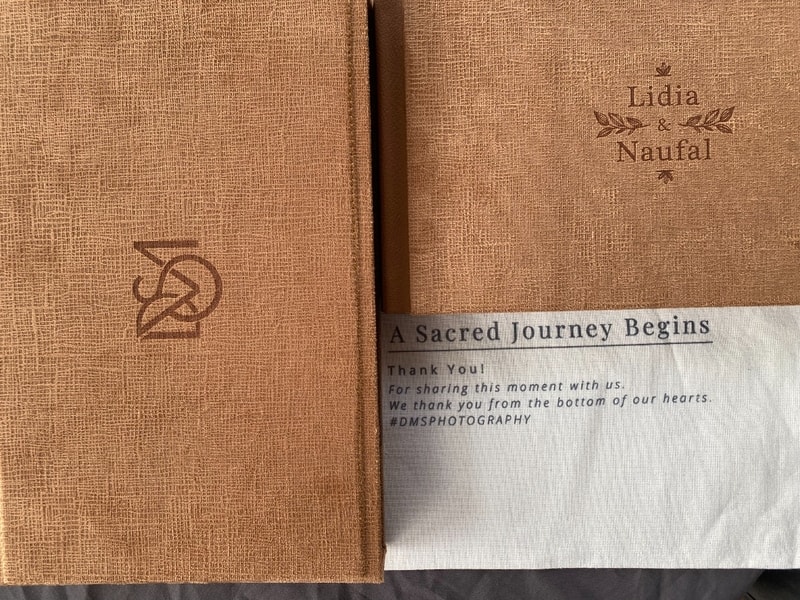 Lidia
&
Naufal
A Sacred Journey Begins
Thank You!
For sharing this moment with us.
We thank you from the bottom of our hearts.
#DMSPHOTOGRAPHY